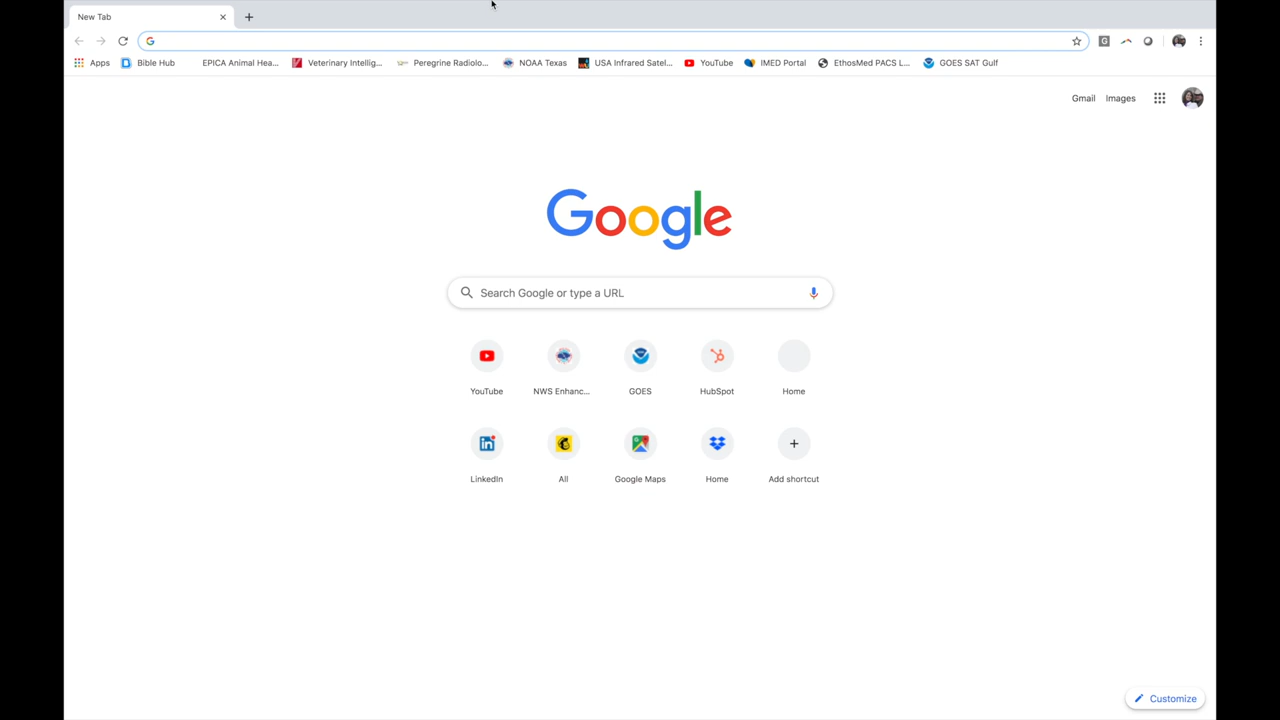 New Tab
Apps Bible Hub EPICA Animal Hea... Veterinary Intellig... Peregrine Radiolo... NOAA Texas USA Infrared Satel... YouTube IMED Portal EthosMed PACS L... GOES SAT Gulf
Gmail Images
Google
Search Google or type a URL
YouTube NWS Enhanc... GOES HubSpot Home
LinkedIn All Google Maps Home Add shortcut
Customize